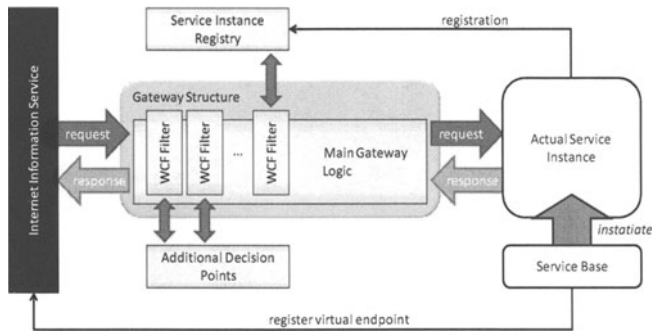 Service Instance
Registry
registration
Internet Information Service
Gateway Structure
request
response
WCF Filter
WCF Filter
...
WCF Filter
Main Gateway
Logic
request
response
Actual Service
Instance
instatiate
Additional Decision
Points
Service Base
register virtual endpoint